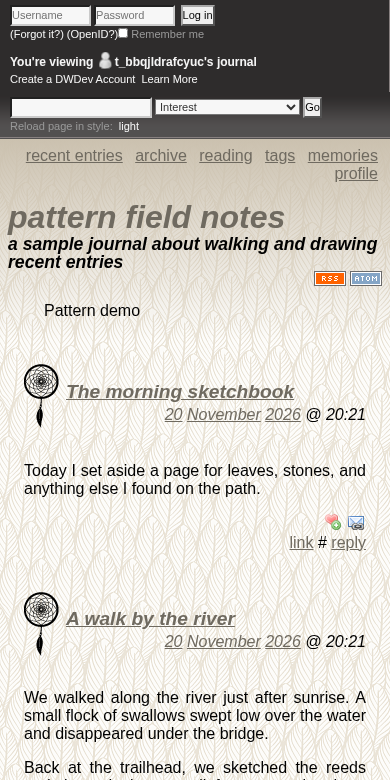 Username Password Log in
(Forgot it?) (OpenID?) Remember me
You're viewing t_bbqjldrafcyuc's journal
Create a DWDev Account Learn More
Interest Go
Reload page in style: light
recent entries archive reading tags memories
profile
pattern field notes
a sample journal about walking and drawing
recent entries
RSS ATOM
Pattern demo
The morning sketchbook
20 November 2026 @ 20:21
Today I set aside a page for leaves, stones, and
anything else I found on the path.
link # reply
A walk by the river
20 November 2026 @ 20:21
We walked along the river just after sunrise. A
small flock of swallows swept low over the water
and disappeared under the bridge.
Back at the trailhead, we sketched the reeds